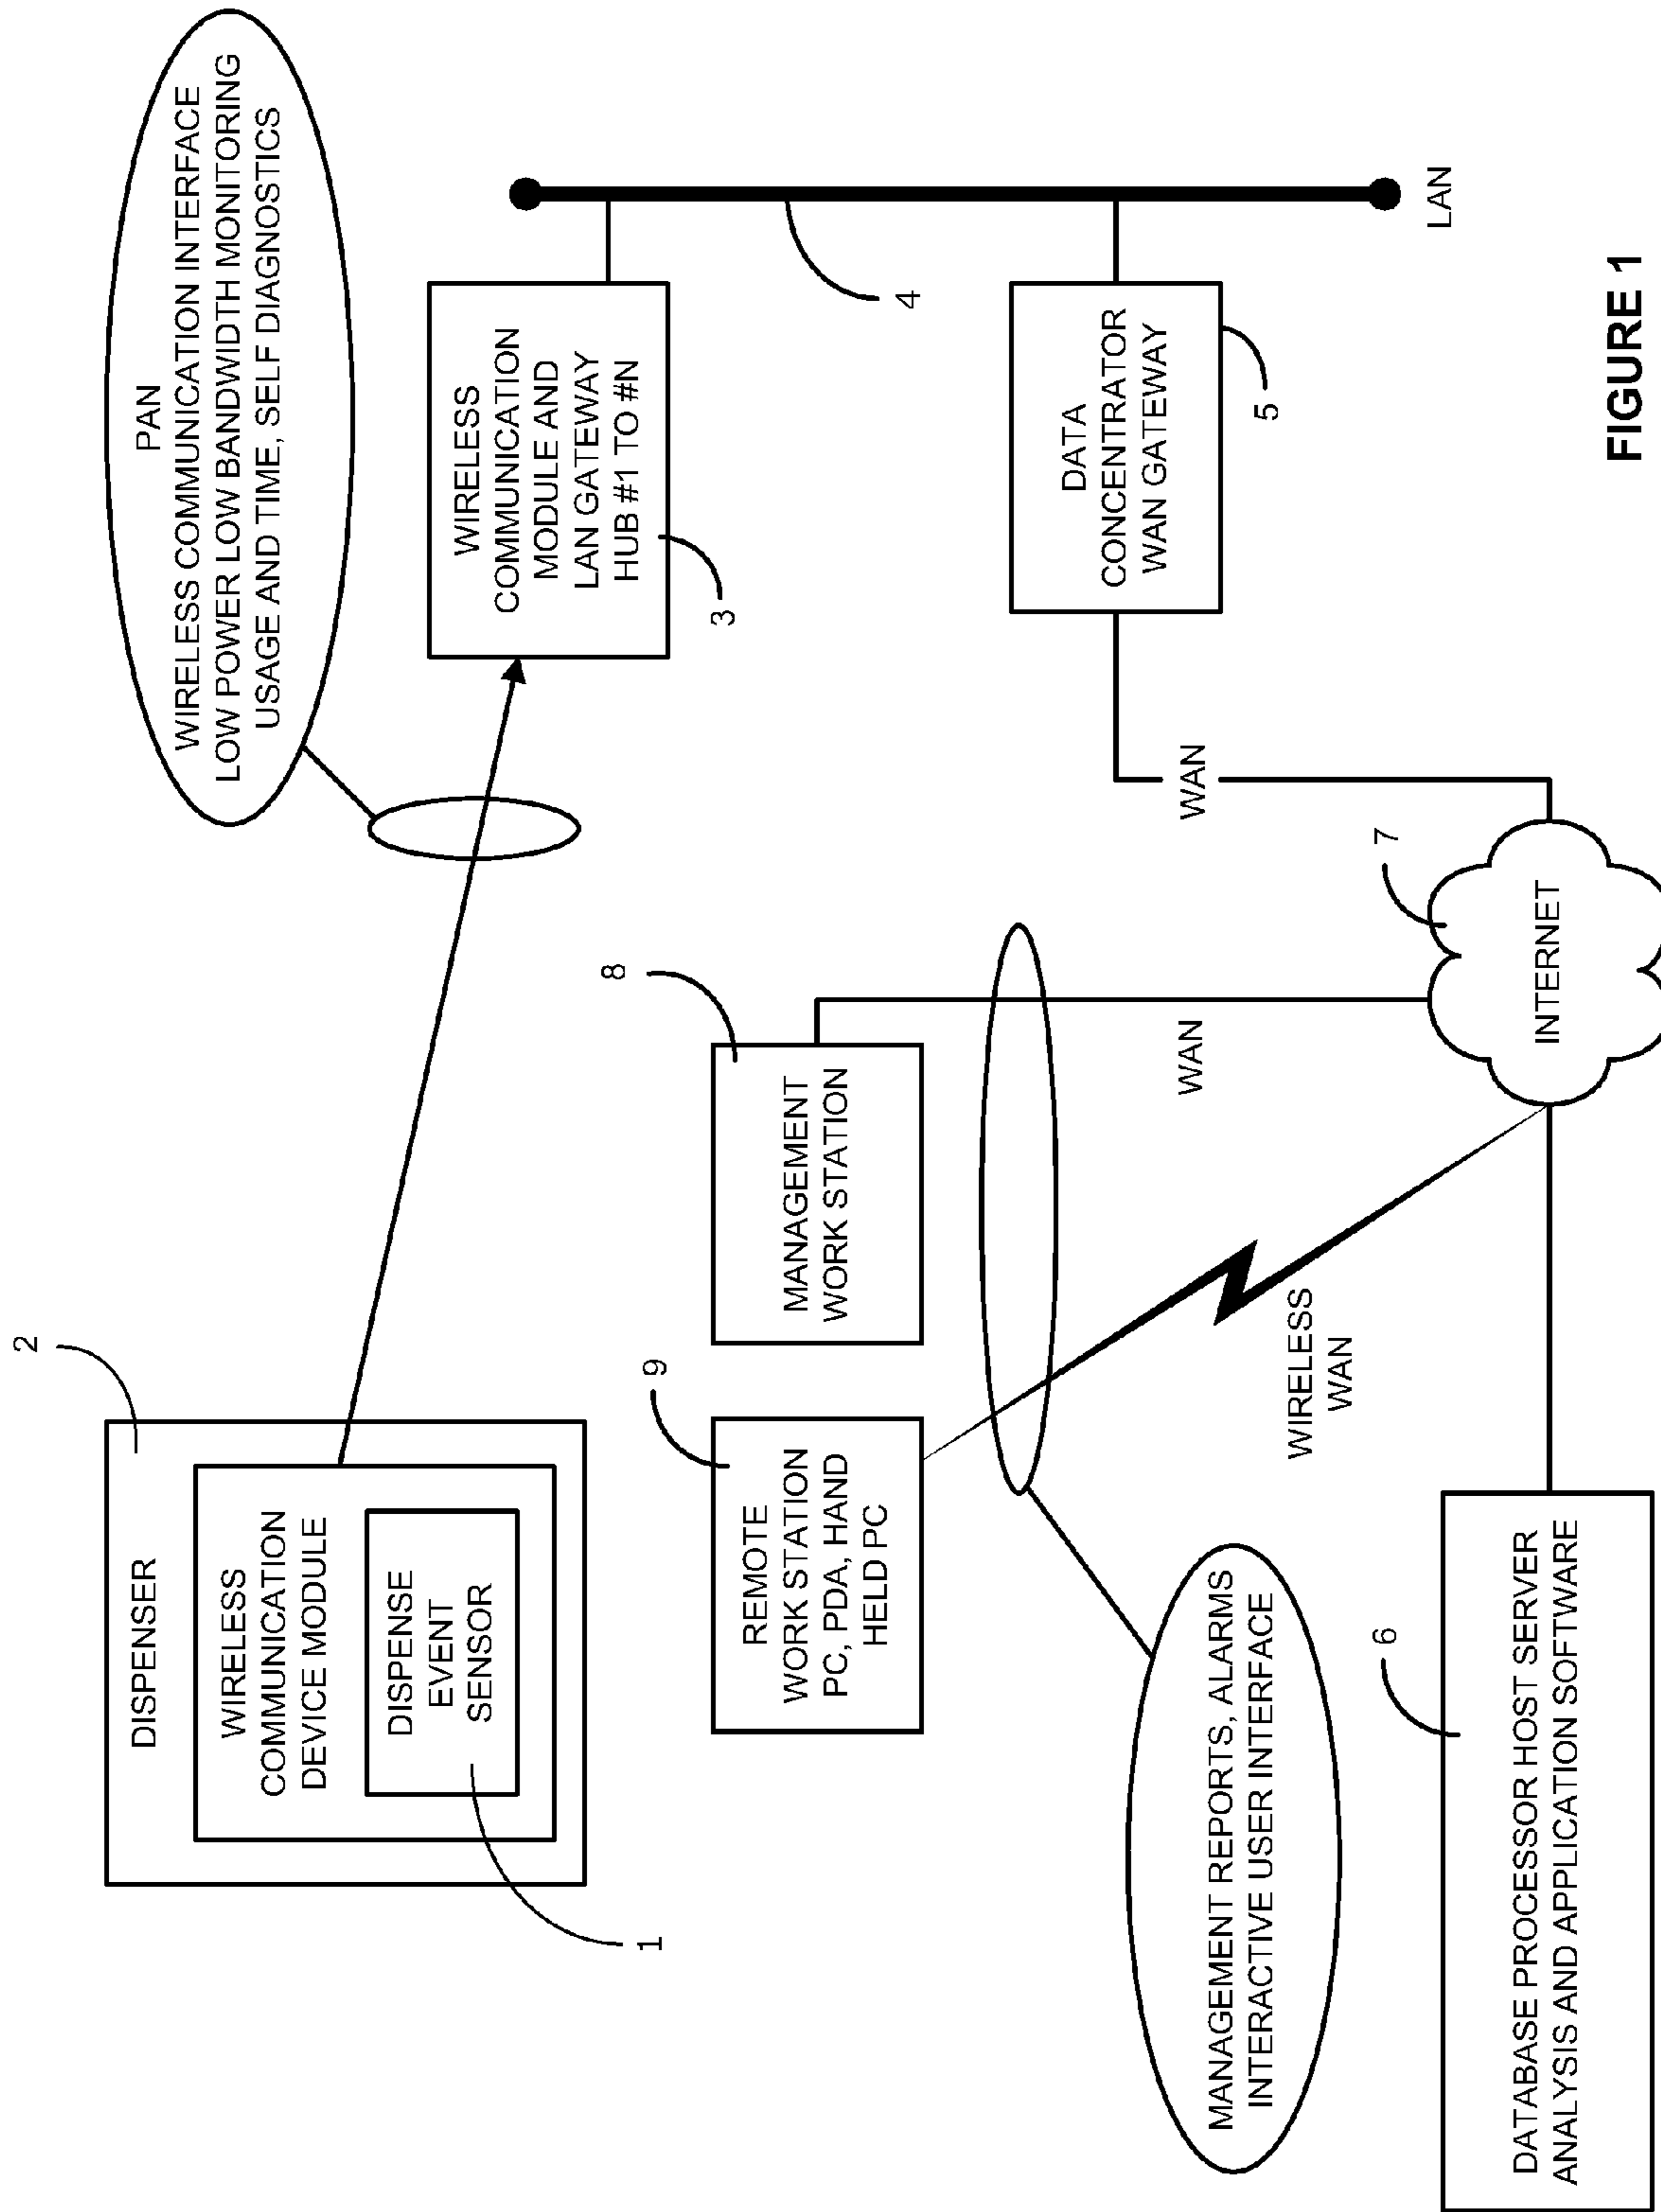 2
DISPENSER
WIRELESS
COMMUNICATION
DEVICE MODULE
DISPENSE
EVENT
SENSOR
1
PAN
WIRELESS COMMUNICATION INTERFACE
LOW POWER LOW BANDWIDTH MONITORING
USAGE AND TIME, SELF DIAGNOSTICS
WIRELESS
COMMUNICATION
MODULE AND
LAN GATEWAY
HUB #1 TO #N
3
4
LAN
9
REMOTE
WORK STATION
PC, PDA, HAND
HELD PC
8
MANAGEMENT
WORK STATION
DATA
CONCENTRATOR
WAN GATEWAY
5
MANAGEMENT REPORTS, ALARMS
INTERACTIVE USER INTERFACE
WIRELESS
WAN
WAN
WAN
6
DATABASE PROCESSOR HOST SERVER
ANALYSIS AND APPLICATION SOFTWARE
7
INTERNET
FIGURE 1